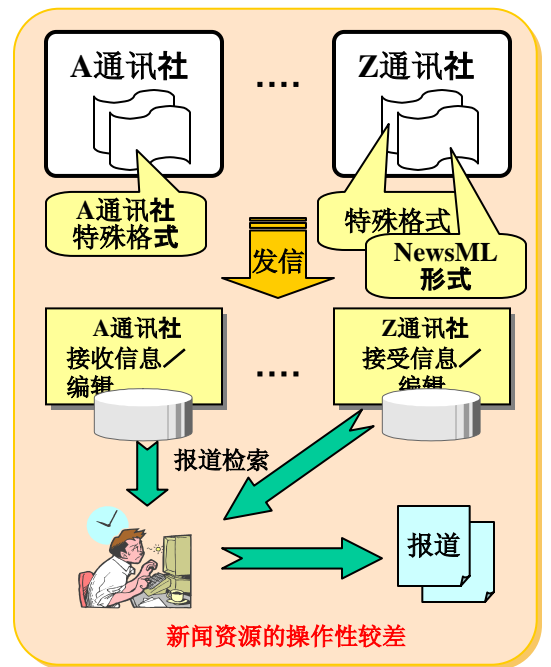 A通讯社
....
Z通讯社
A通讯社
特殊格式
特殊格式
NewsML
形式
发信
A通讯社
接收信息／
编辑
....
Z通讯社
接受信息／
编辑
报道检索
报道
新闻资源的操作性较差